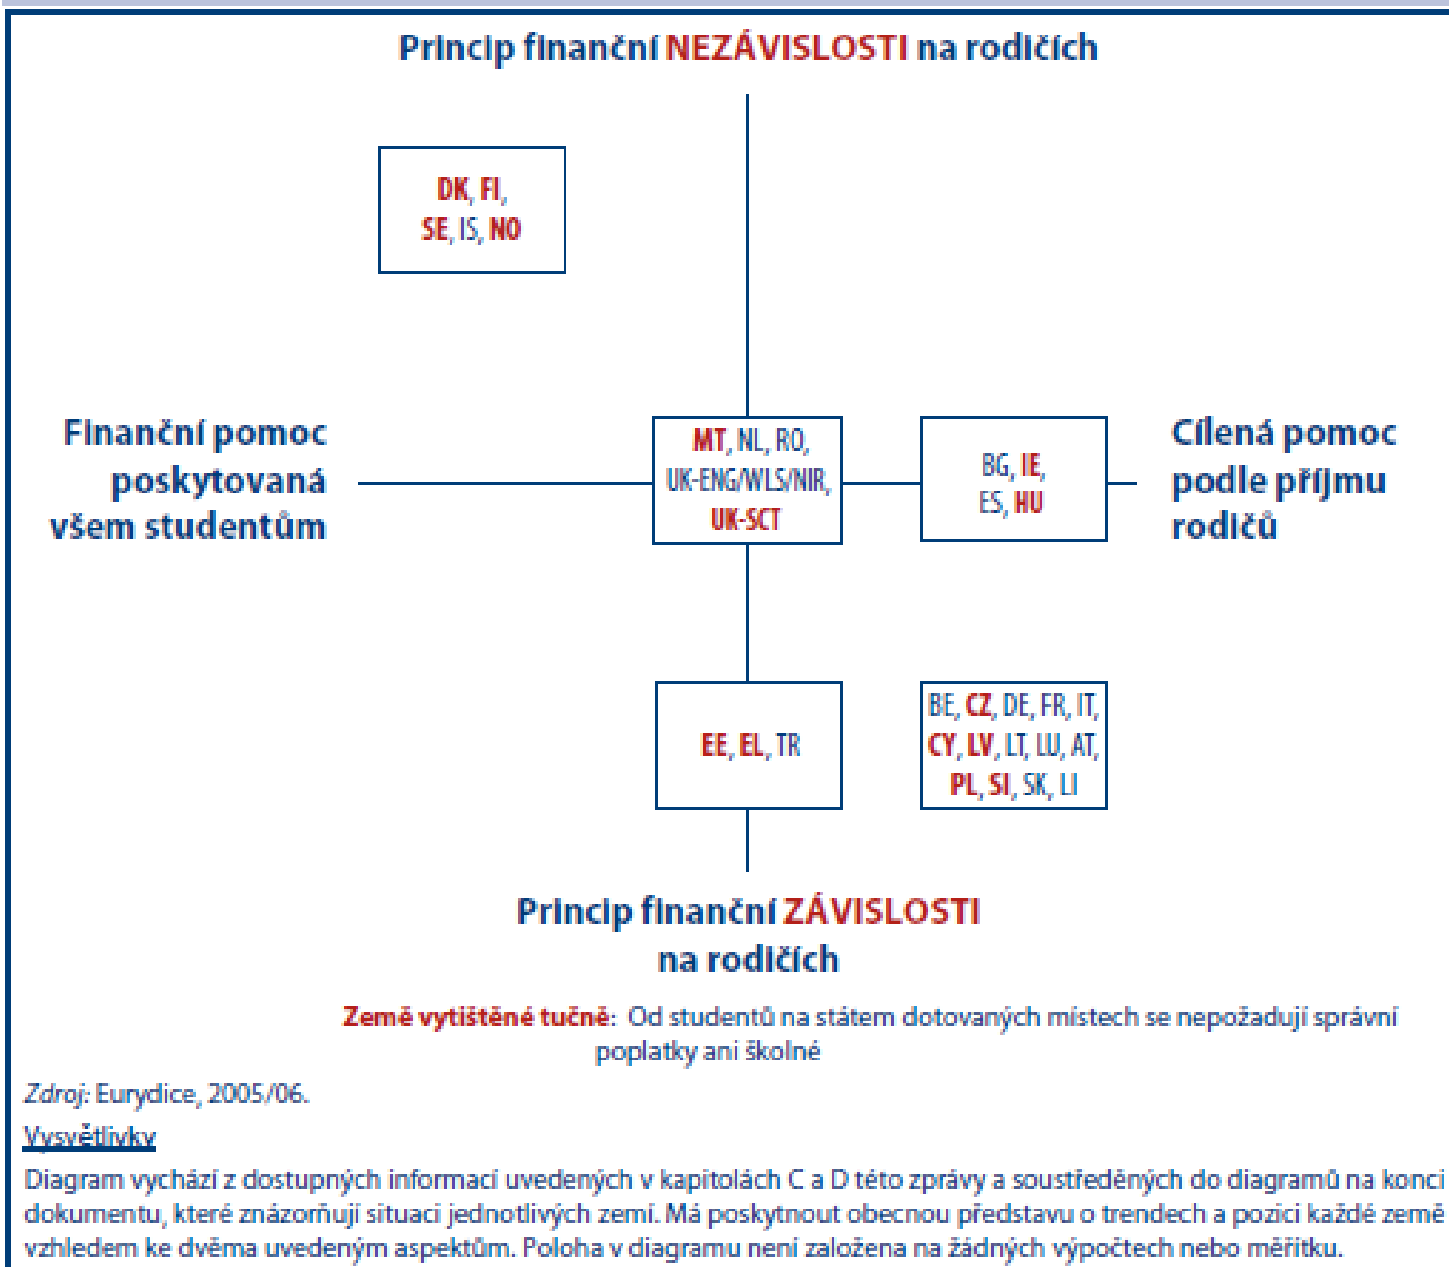 Princip finanční NEZÁVISLOSTI na rodičích
DK, FI,
SE, IS, NO
Finanční pomoc
poskytovaná
všem studentům
MT, NL, RO,
UK-ENG/WLS/NIR,
UK-SCT
BG, IE,
ES, HU
Cílená pomoc
podle příjmu
rodičů
EE, EL, TR
BE, CZ, DE, FR, IT,
CY, LV, LT, LU, AT,
PL, SI, SK, LI
Princip finanční ZÁVISLOSTI
na rodičích
Země vytištěné tučně: Od studentů na státem dotovaných místech se nepožadují správní
poplatky ani školné
Zdroj: Eurydice, 2005/06.
Vysvětlivky
Diagram vychází z dostupných informací uvedených v kapitolách C a D této zprávy a soustředěných do diagramů na konci
dokumentu, které znázorňují situaci jednotlivých zemí. Má poskytnout obecnou představu o trendech a pozici každé země
vzhledem ke dvěma uvedeným aspektům. Poloha v diagramu není založena na žádných výpočtech nebo měřítku.